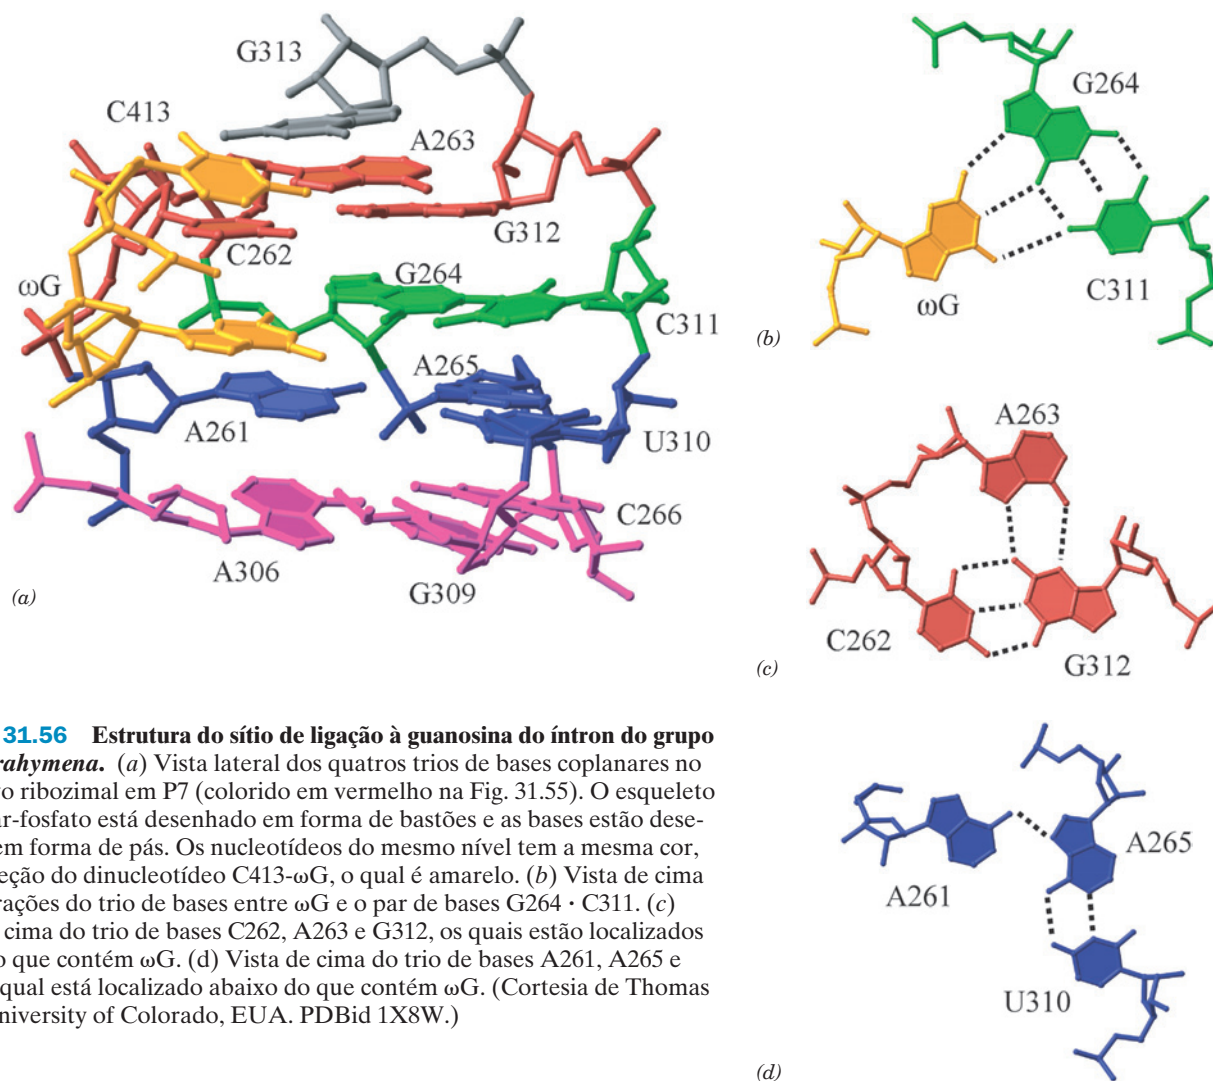 G313
C413
A263
C262
G312
ωG
G264
C311
A265
A261
U310
C266
A306
G309
(a)
G264
ωG
C311
(b)
A263
C262
G312
(c)
A261
A265
U310
(d)
31.56 Estrutura do sítio de ligação à guanosina do íntron do grupo
rahymena. (a) Vista lateral dos quatros trios de bases coplanares no
o ribozimal em P7 (colorido em vermelho na Fig. 31.55). O esqueleto
ar-fosfato está desenhado em forma de bastões e as bases estão dese-
em forma de pás. Os nucleotídeos do mesmo nível tem a mesma cor,
eção do dinucleotídeo C413-ωG, o qual é amarelo. (b) Vista de cima
rações do trio de bases entre ωG e o par de bases G264 · C311. (c)
cima do trio de bases C262, A263 e G312, os quais estão localizados
o que contém ωG. (d) Vista de cima do trio de bases A261, A265 e
qual está localizado abaixo do que contém ωG. (Cortesia de Thomas
niversity of Colorado, EUA. PDBid 1X8W.)